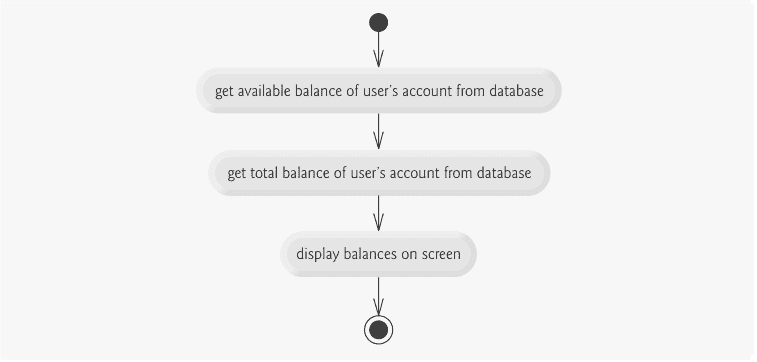 get available balance of user's account from database
get total balance of user's account from database
display balances on screen